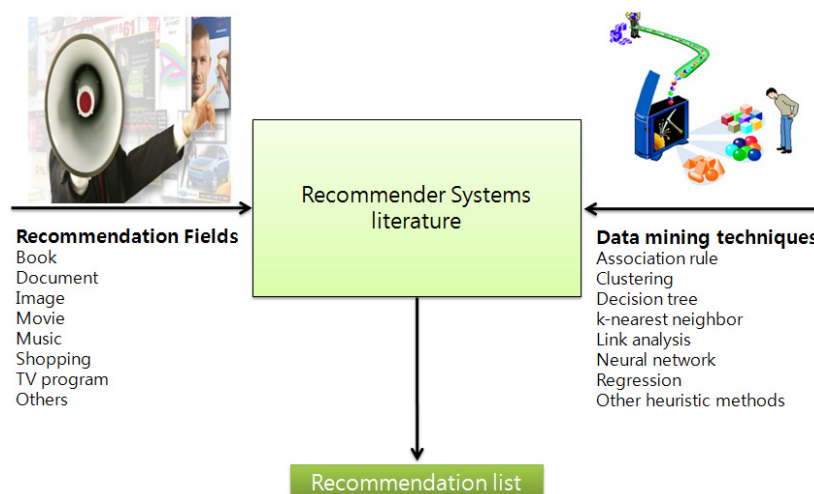 Recommender Systems
literature
Recommendation Fields
Book
Document
Image
Movie
Music
Shopping
TV program
Others
Data mining techniques
Association rule
Clustering
Decision tree
k-nearest neighbor
Link analysis
Neural network
Regression
Other heuristic methods
Recommendation list